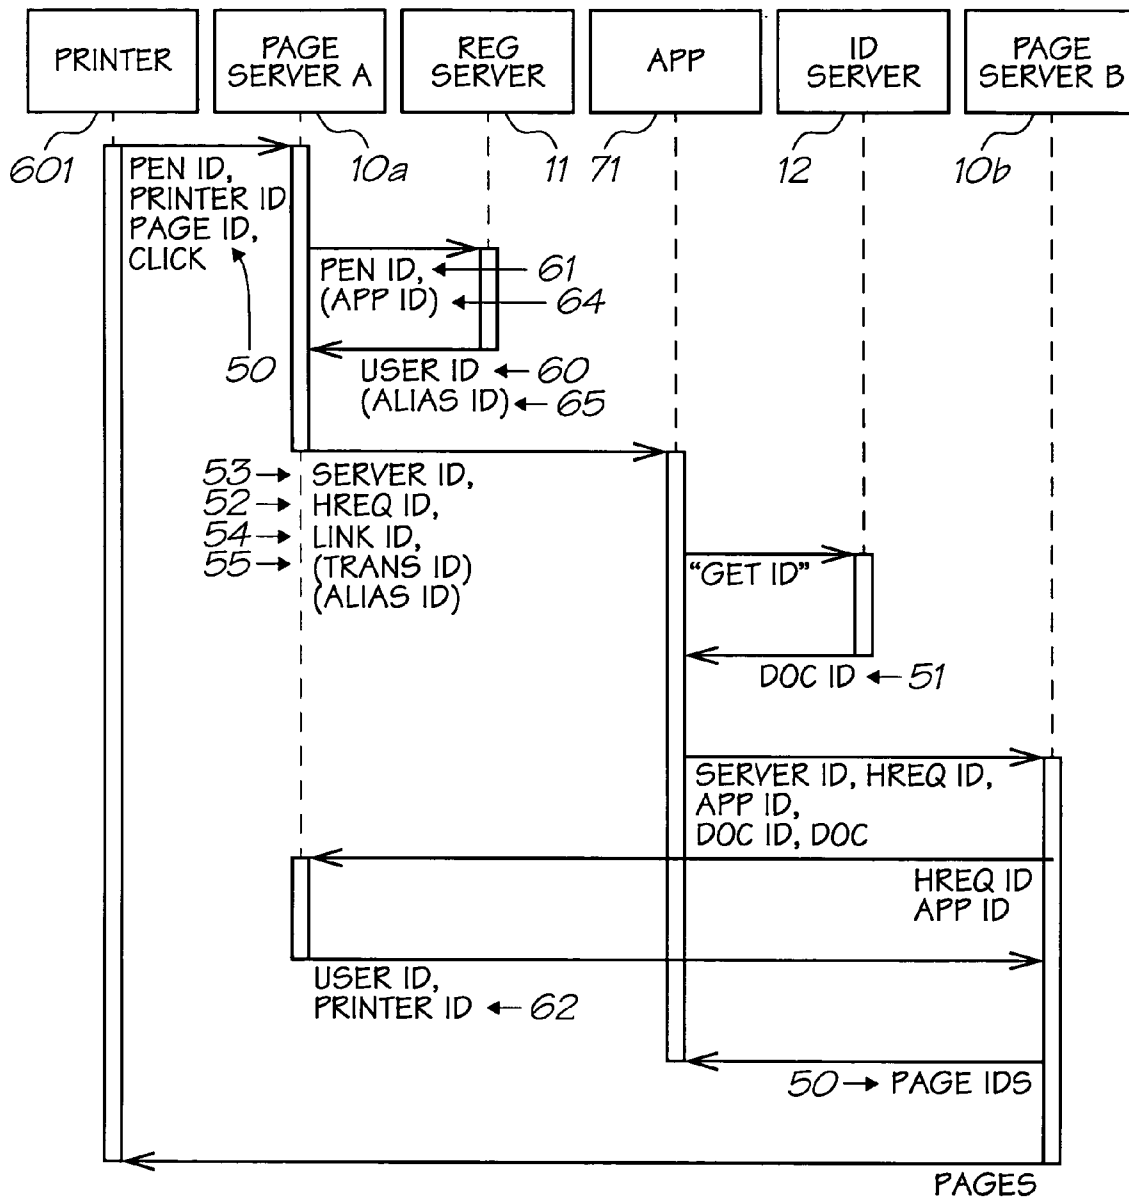 PRINTER
PAGE
SERVER A
REG
SERVER
APP
ID
SERVER
PAGE
SERVER B
601
10a
11
71
12
10b
PEN ID,
PRINTER ID
PAGE ID,
CLICK
50
PEN ID, 61
(APP ID) 64
USER ID 60
(ALIAS ID) 65
53 SERVER ID,
52 HREQ ID,
54 LINK ID,
55 (TRANS ID)
(ALIAS ID)
"GET ID"
DOC ID 51
SERVER ID, HREQ ID,
APP ID,
DOC ID, DOC
HREQ ID
APP ID
USER ID,
PRINTER ID 62
50 PAGE IDS
PAGES